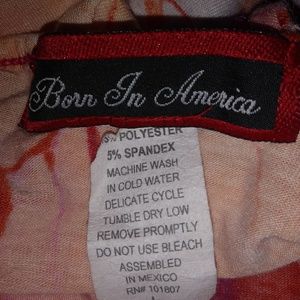 Born In America
5% POLYESTER
5% SPANDEX
MACHINE WASH
IN COLD WATER
DELICATE CYCLE
TUMBLE DRY LOW
REMOVE PROMPTLY
DO NOT USE BLEACH
ASSEMBLED
IN MEXICO
RN# 101807
L